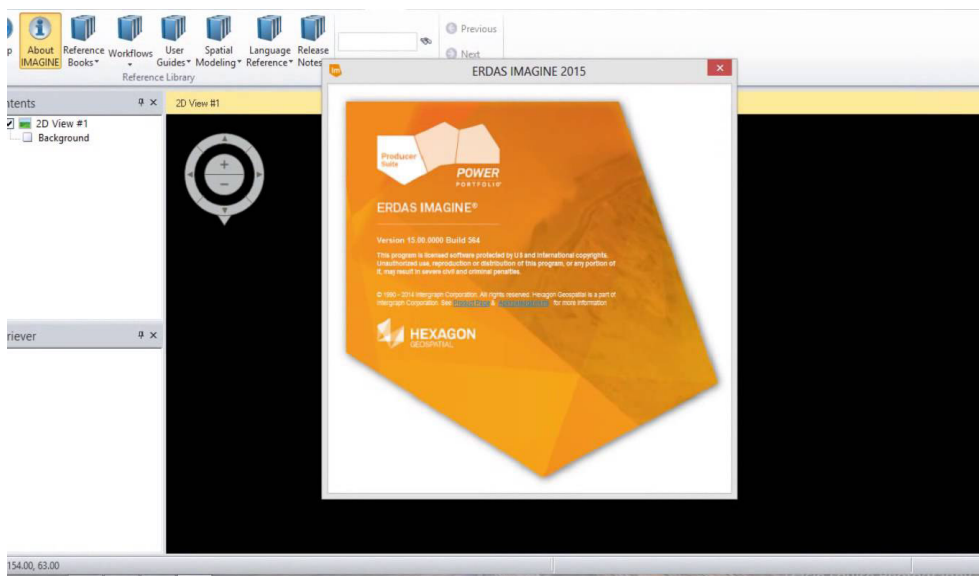 Previous
Next
p About IMAGINE Reference Books Workflows User Guides Spatial Modeling Language Reference Release Notes
Reference Library
ERDAS IMAGINE 2015
ntents
2D View #1
2D View #1
Background
Producer Suite
POWER PORTFOLIO
ERDAS IMAGINE®
Version 15.00.0000 Build 564
This program is licensed software protected by US and international copyrights.
Unauthorized use, reproduction or distribution of this program, or any portion of
it, may result in severe civil and criminal penalties.
© 1990 - 2014 Intergraph Corporation. All rights reserved. Hexagon Geospatial is a part of
Intergraph Corporation. See Product Page & Acknowledgements for more information
HEXAGON
GEOSPATIAL
riever
154.00, 63.00